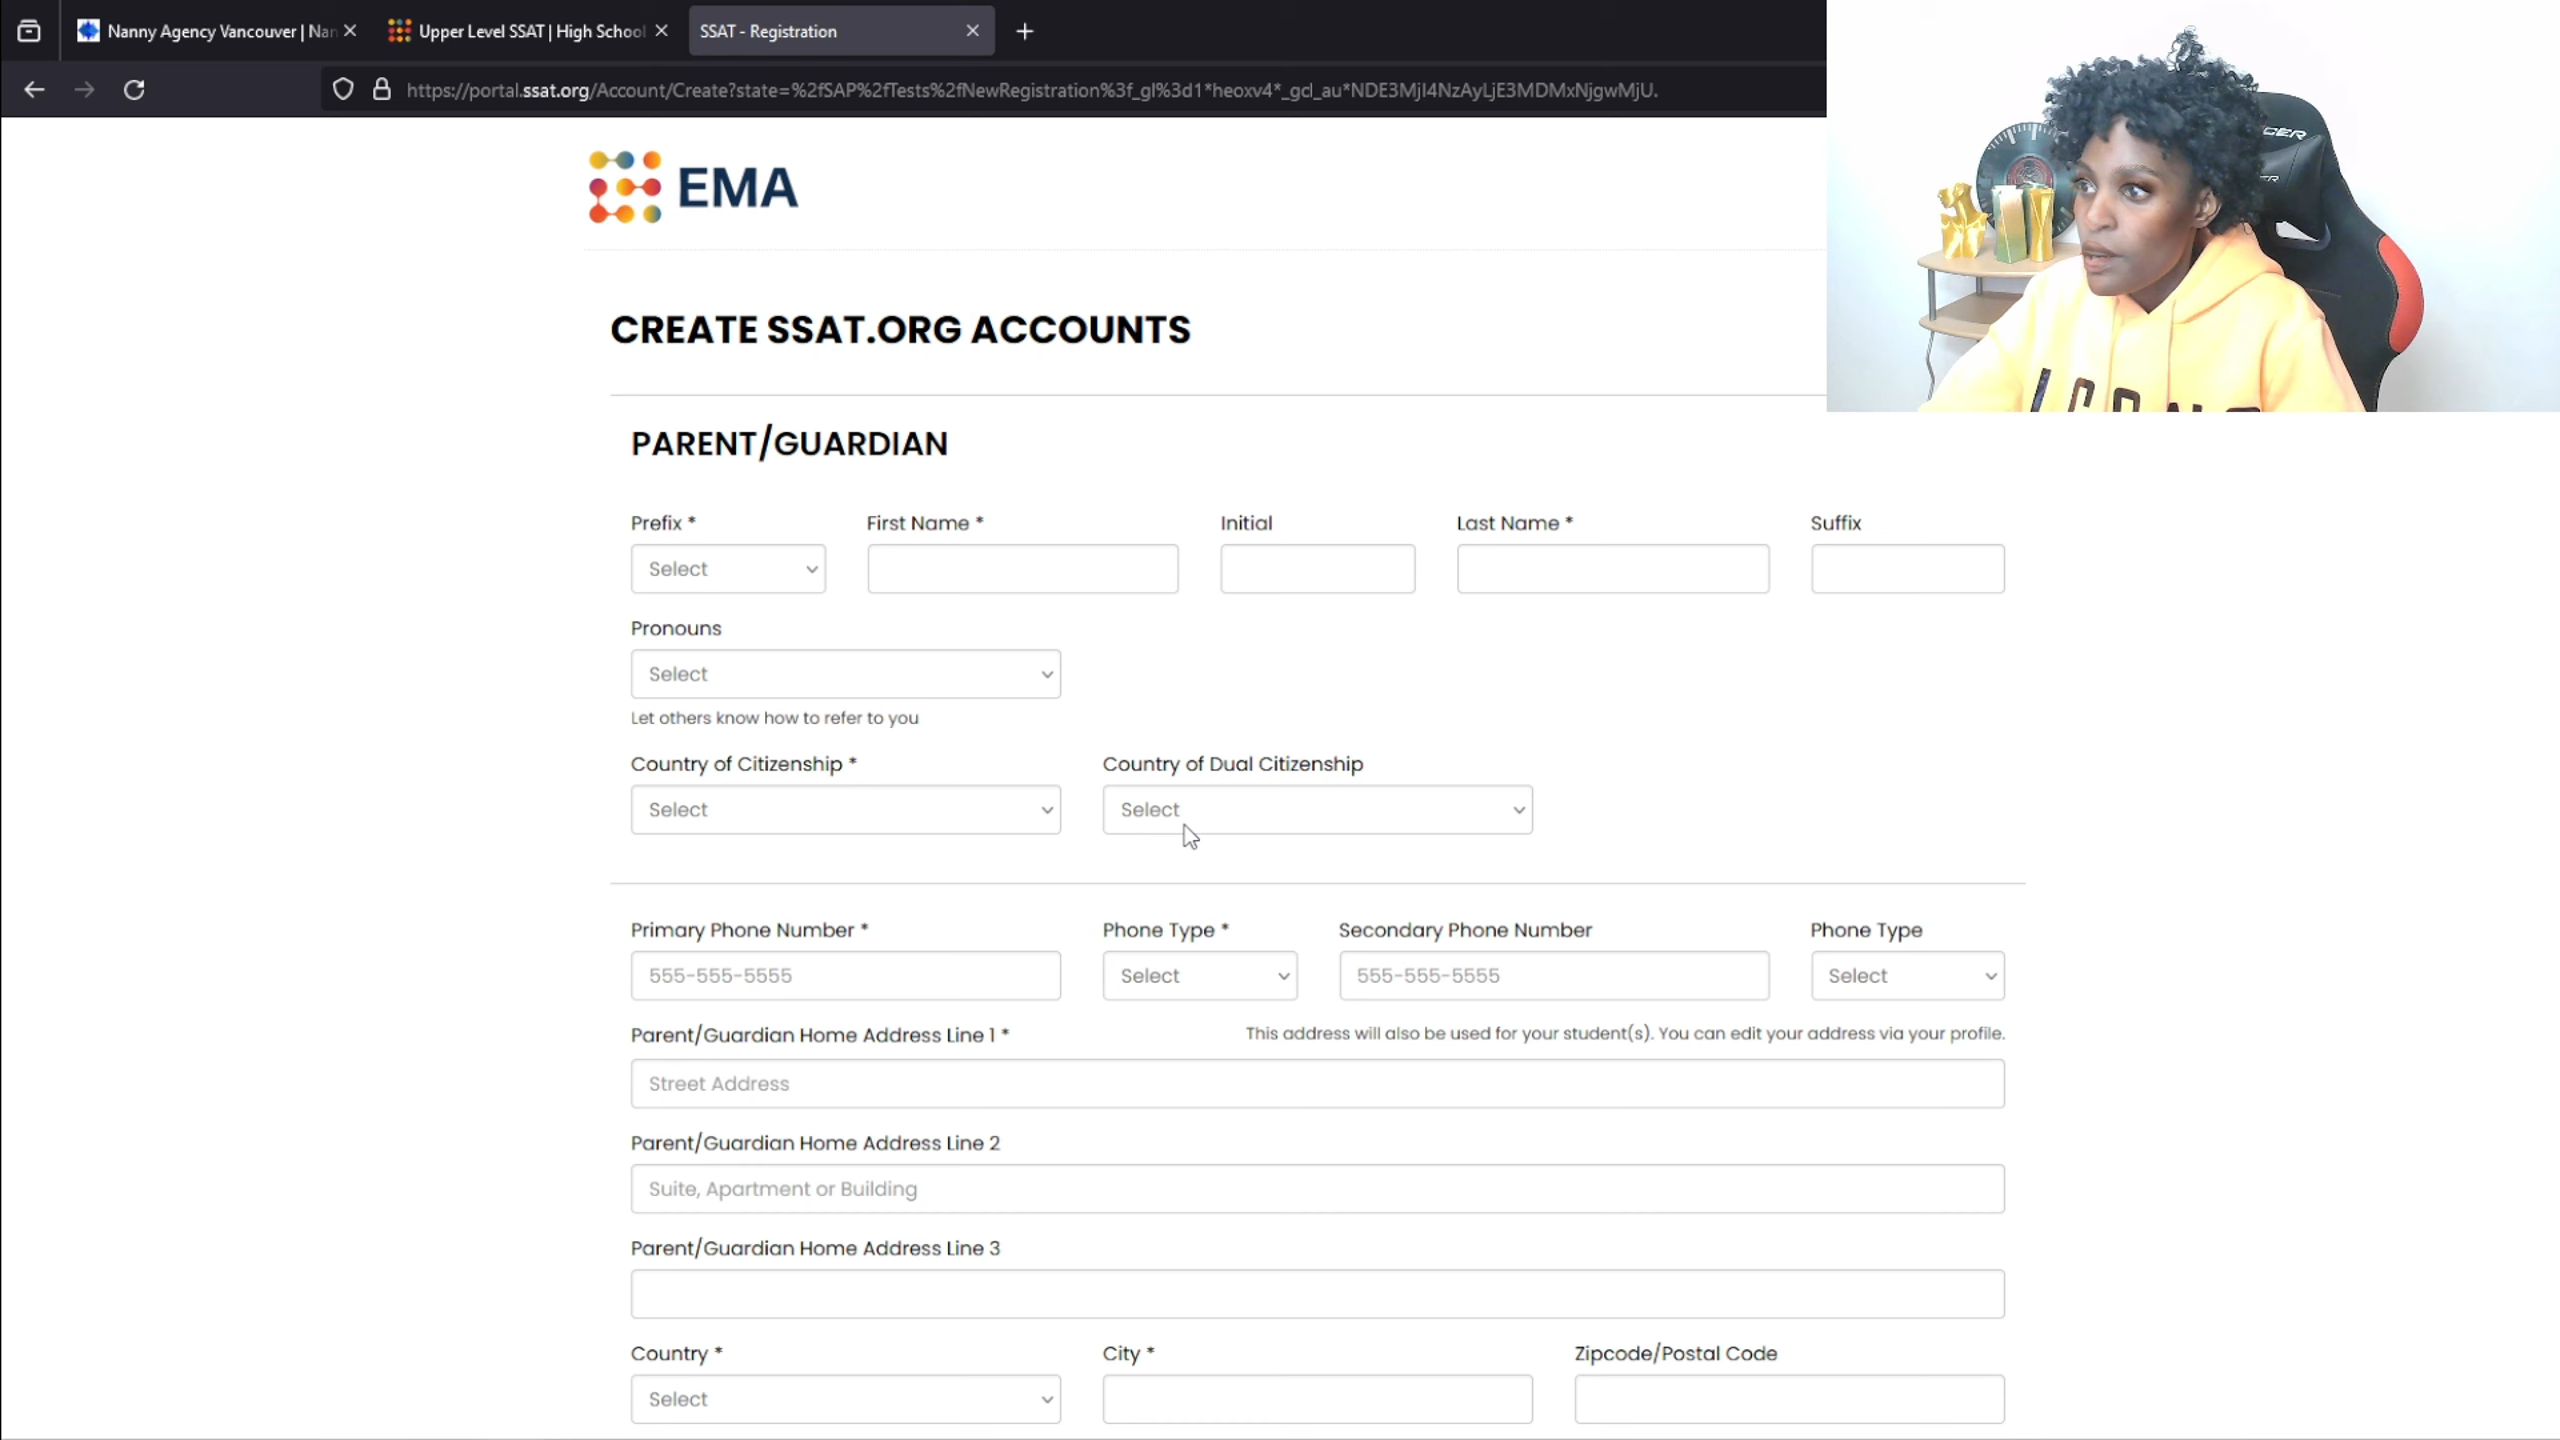 Nanny Agency Vancouver | Nan
Upper Level SSAT | High School
SSAT - Registration
https://portal.ssat.org/Account/Create?state=%2fSAP%2fTests%2fNewRegistration%3f_gl%3d1*heoxv4*_gcl_au*NDE3MjI4NzAyLjE3MDMxNjgwMjU.
EMA
CREATE SSAT.ORG ACCOUNTS
PARENT/GUARDIAN
Prefix * First Name * Initial Last Name * Suffix
Select
Pronouns
Select
Let others know how to refer to you
Country of Citizenship * Country of Dual Citizenship
Select Select
Primary Phone Number * Phone Type * Secondary Phone Number Phone Type
555-555-5555 Select 555-555-5555 Select
Parent/Guardian Home Address Line 1 * This address will also be used for your student(s). You can edit your address via your profile.
Street Address
Parent/Guardian Home Address Line 2
Suite, Apartment or Building
Parent/Guardian Home Address Line 3
Country * City * Zipcode/Postal Code
Select